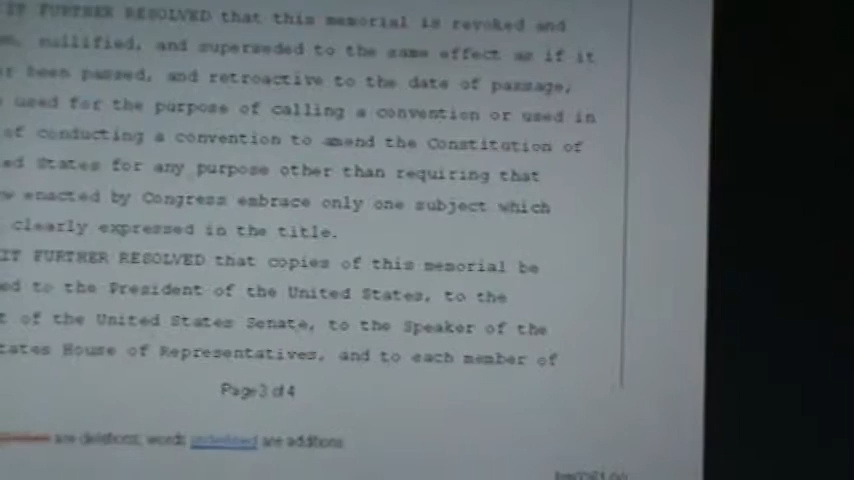 IT FURTHER RESOLVED that this memorial is revoked and
nullified, and superseded to the same effect as if it
been passed, and retroactive to the date of passage,
used for the purpose of calling a convention or used in
of conducting a convention to amend the Constitution of
ed States for any purpose other than requiring that
w enacted by Congress embrace only one subject which
clearly expressed in the title.
IT FURTHER RESOLVED that copies of this memorial be
ed to the President of the United States, to the
t of the United States Senate, to the Speaker of the
tates House of Representatives, and to each member of
Page 3 of 4
are deletions; words underlined are additions